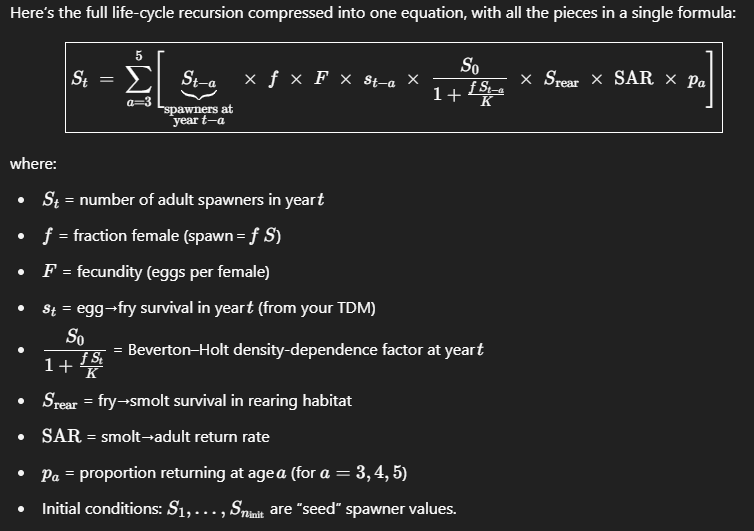 Here's the full life-cycle recursion compressed into one equation, with all the pieces in a single formula:
S_t = \sum_{a=3}^{5} \left[ \underbrace{S_{t-a}}_{\text{spawners at year } t-a} \times f \times F \times s_{t-a} \times \frac{S_0}{1 + \frac{f S_{t-a}}{K}} \times S_{\text{rear}} \times \text{SAR} \times p_a \right]
where:
• S_t = number of adult spawners in year t
• f = fraction female (spawn = f S)
• F = fecundity (eggs per female)
• s_t = egg→fry survival in year t (from your TDM)
• \frac{S_0}{1 + \frac{f S_t}{K}} = Beverton–Holt density-dependence factor at year t
• S_{\text{rear}} = fry→smolt survival in rearing habitat
• SAR = smolt→adult return rate
• p_a = proportion returning at age a (for a = 3, 4, 5)
• Initial conditions: S_1, . . . , S_{n_{\text{init}}} are "seed" spawner values.